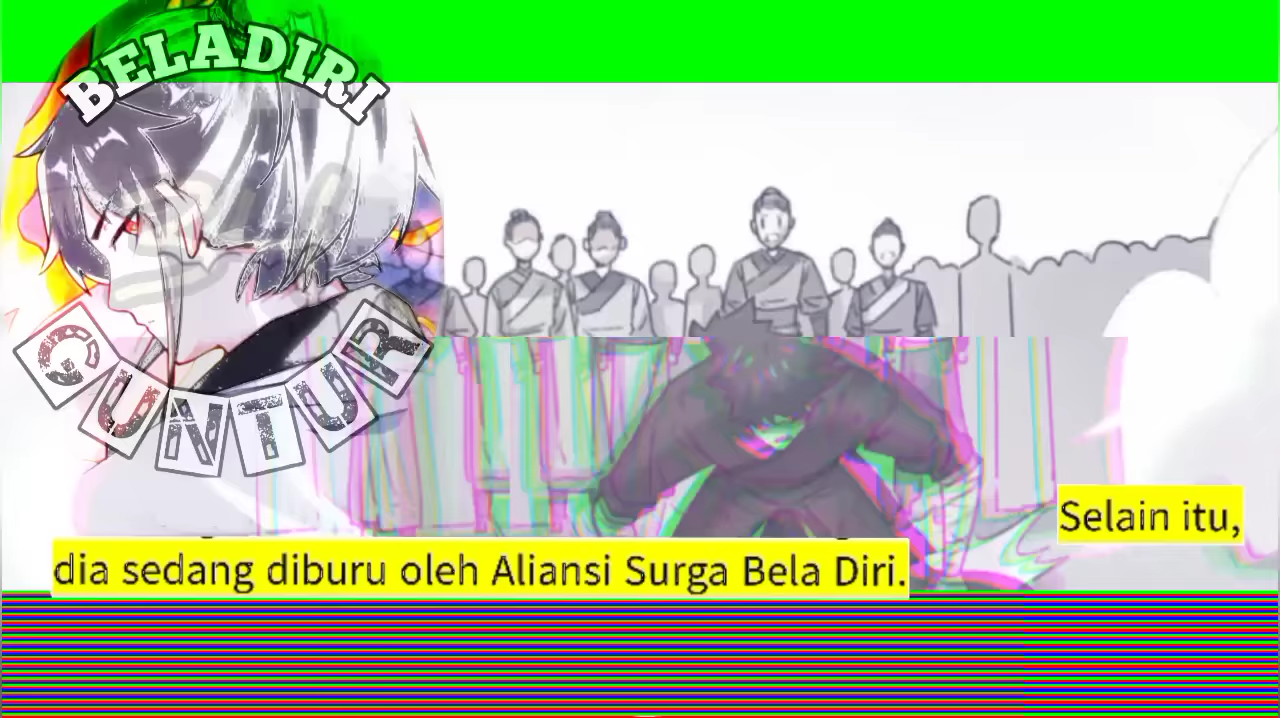 BELADIRI
GUNTUR
Selain itu,
dia sedang diburu oleh Aliansi Surga Bela Diri.